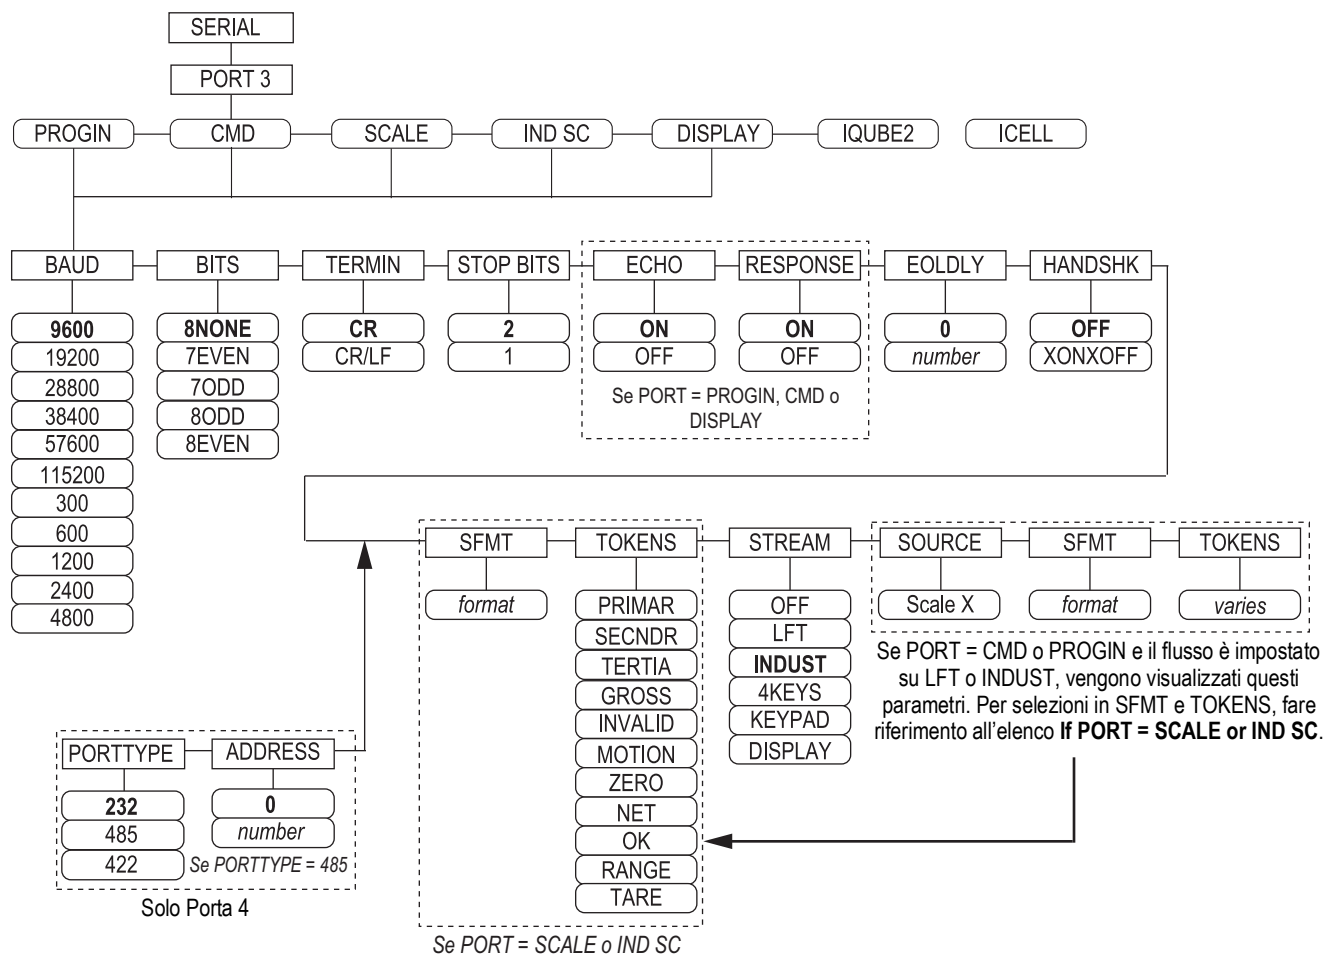 SERIAL
PORT 3
PROGIN CMD SCALE IND SC DISPLAY IQUBE2 ICELL
BAUD BITS TERMIN STOP BITS ECHO RESPONSE EOLDLY HANDSHK
9600 8NONE CR 2 ON ON 0 OFF
19200 7EVEN CR/LF 1 OFF OFF number XONXOFF
28800 7ODD
38400 8ODD
57600 8EVEN
115200
300
600
1200
2400
4800
Se PORT = PROGIN, CMD o
DISPLAY
SFMT TOKENS STREAM SOURCE SFMT TOKENS
format PRIMAR OFF Scale X format varies
SECNDR LFT
TERTIA INDUST
GROSS 4KEYS
INVALID KEYPAD
MOTION DISPLAY
ZERO
NET
OK
RANGE
TARE
Se PORT = CMD o PROGIN e il flusso è impostato
su LFT o INDUST, vengono visualizzati questi
parametri. Per selezioni in SFMT e TOKENS, fare
riferimento all'elenco If PORT = SCALE or IND SC.
PORTTYPE ADDRESS
232 0
485 number
422 Se PORTTYPE = 485
Solo Porta 4
Se PORT = SCALE o IND SC